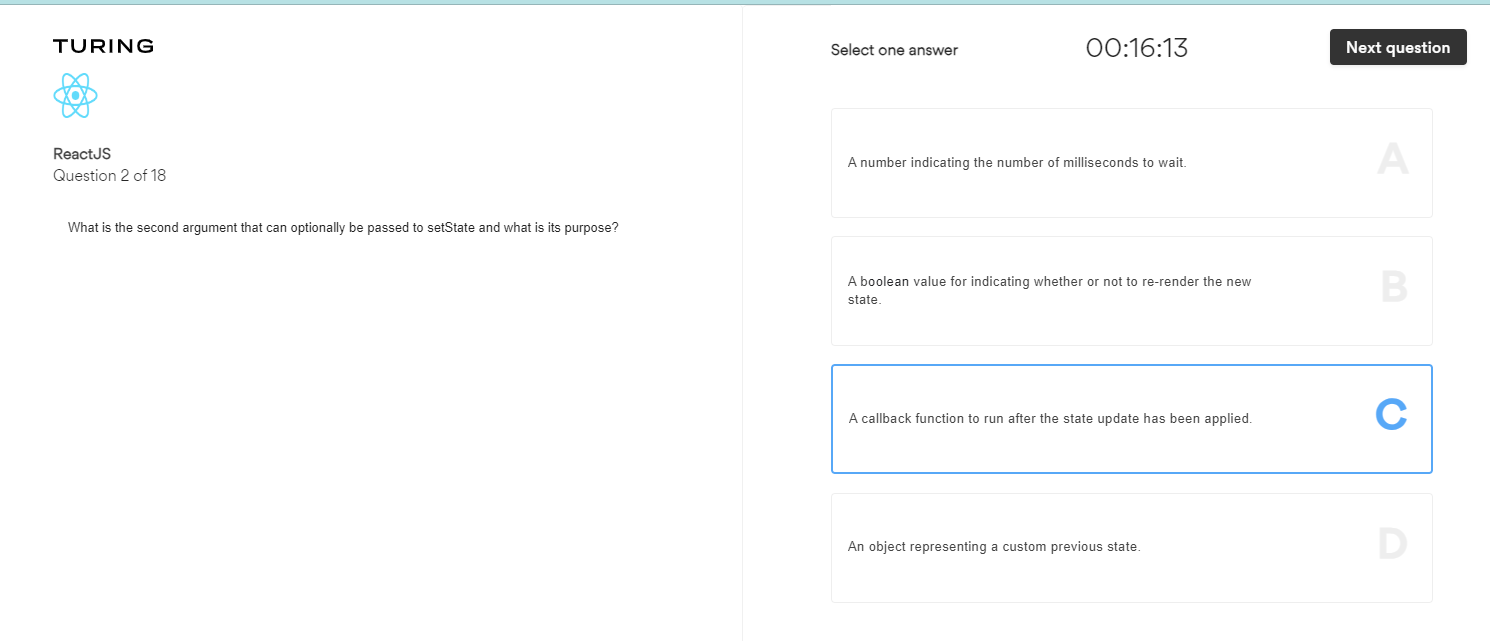 TURING
ReactJS
Question 2 of 18
What is the second argument that can optionally be passed to setState and what is its purpose?
Select one answer
00:16:13
Next question
A number indicating the number of milliseconds to wait.
A
A boolean value for indicating whether or not to re-render the new
state.
B
A callback function to run after the state update has been applied.
C
An object representing a custom previous state.
D